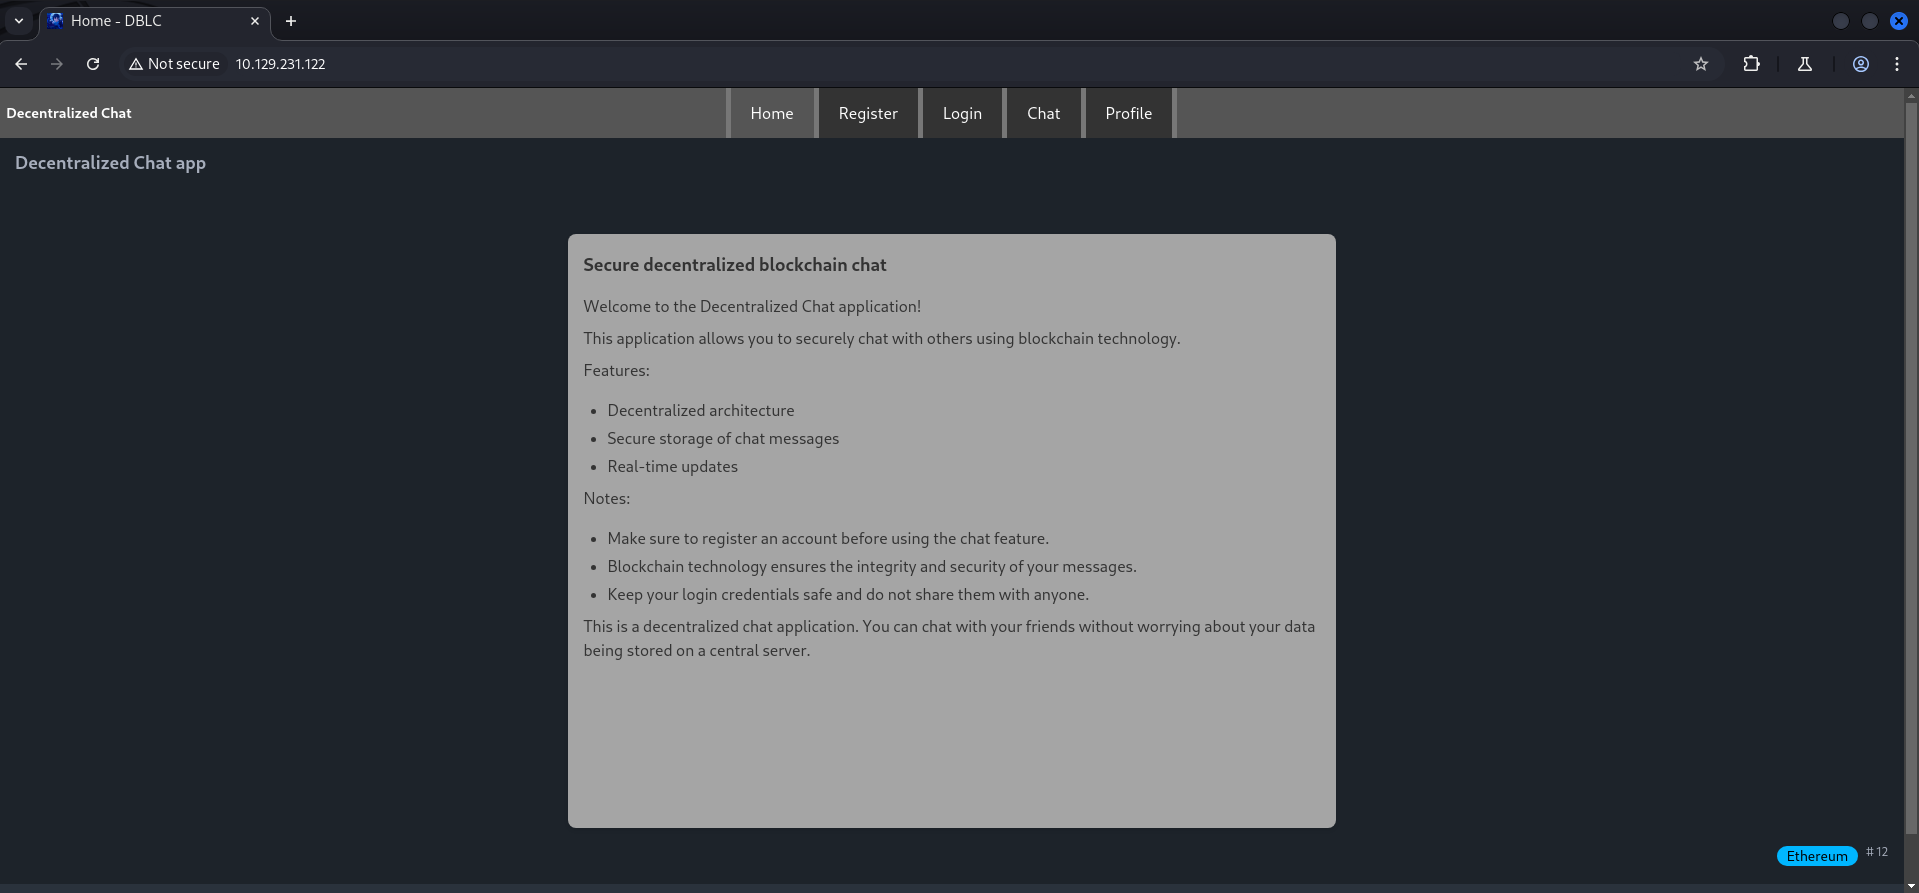 Home - DBLC
Not secure 10.129.231.122
Decentralized Chat Home Register Login Chat Profile
Decentralized Chat app
Secure decentralized blockchain chat
Welcome to the Decentralized Chat application!
This application allows you to securely chat with others using blockchain technology.
Features:
• Decentralized architecture
• Secure storage of chat messages
• Real-time updates
Notes:
• Make sure to register an account before using the chat feature.
• Blockchain technology ensures the integrity and security of your messages.
• Keep your login credentials safe and do not share them with anyone.
This is a decentralized chat application. You can chat with your friends without worrying about your data
being stored on a central server.
Ethereum # 12